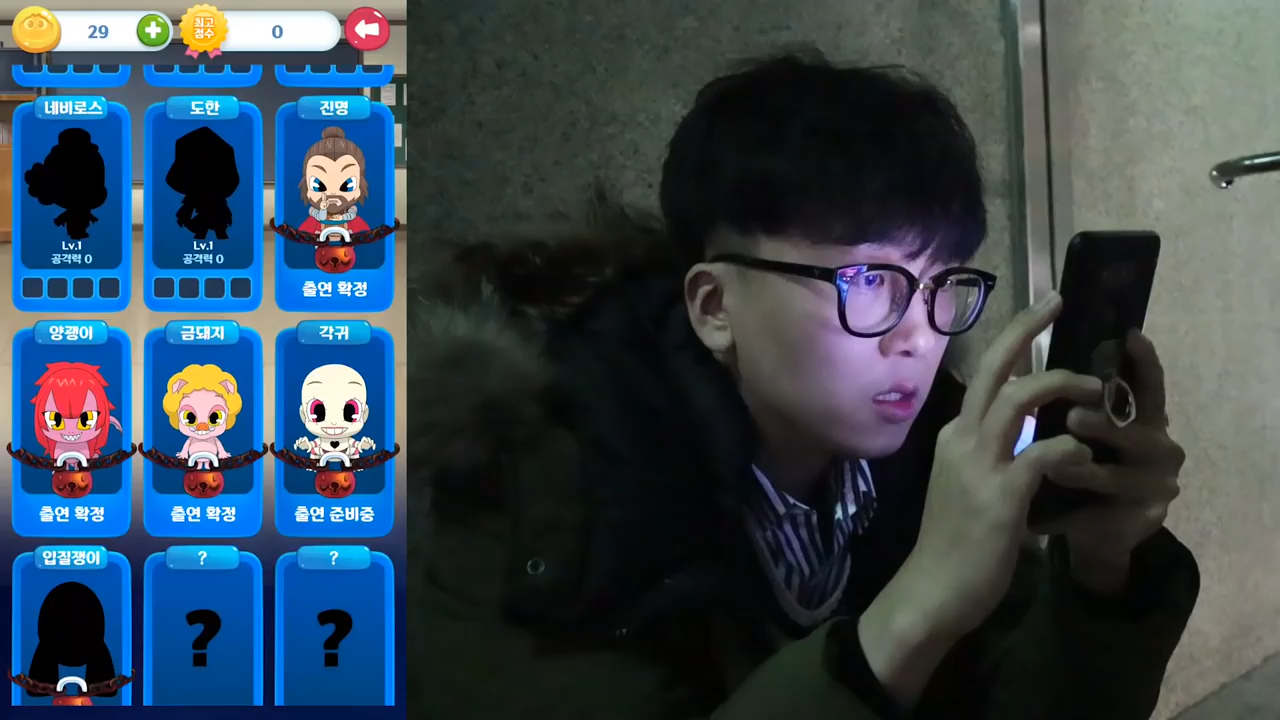 29
최고
점수
0
네비로스
도한
진명
Lv.1
공격력 0
Lv.1
공격력 0
출연 확정
양괭이
금돼지
각귀
출연 확정
출연 확정
출연 준비중
입질쟁이
?
?
?
?